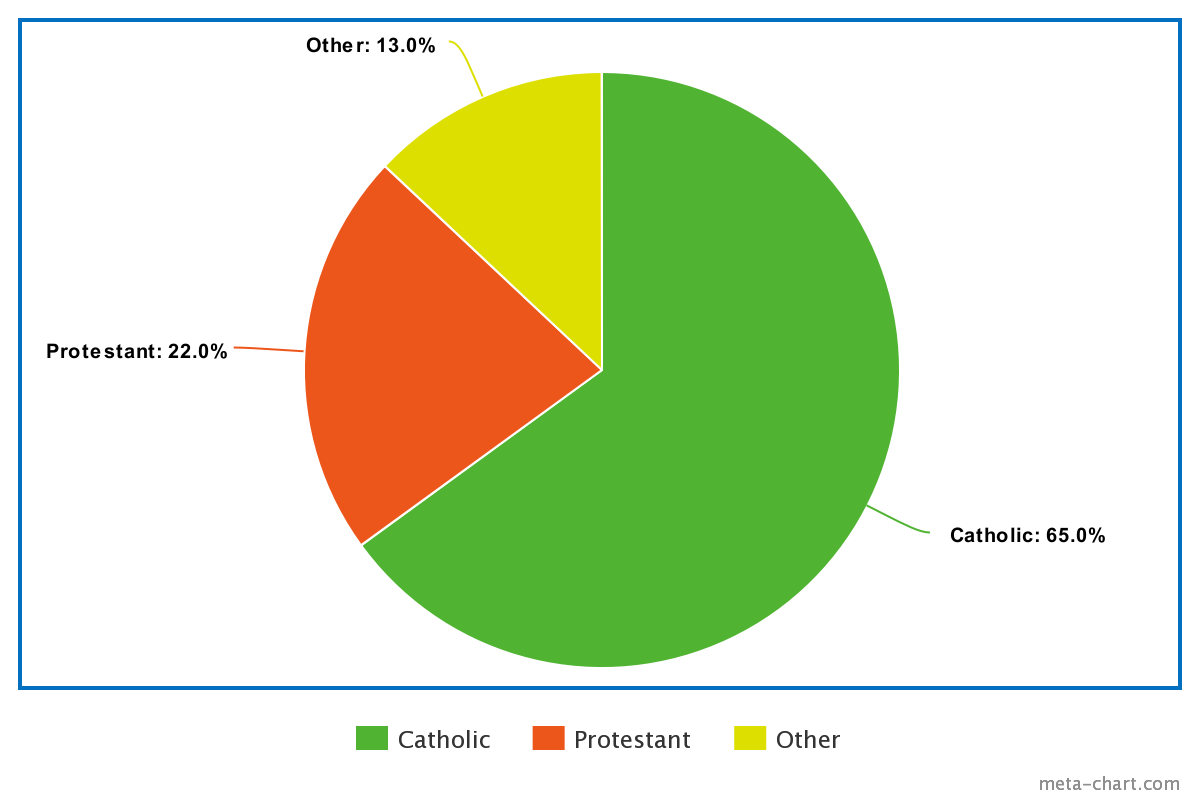 Other: 13.0%
Protestant: 22.0%
Catholic: 65.0%
Catholic
Protestant
Other
meta-chart.com